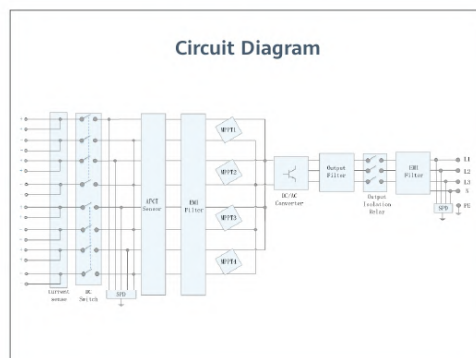 Circuit Diagram
MPPT1
MPPT2
MPPT3
MPPT4
AFCI
Sensor
EMI
Filter
DC/AC
Converter
Output
Filter
Output
Isolation
Relay
EMI
Filter
L1
L2
L3
N
PE
SPD
SPD
Current
sense
DC
Switch